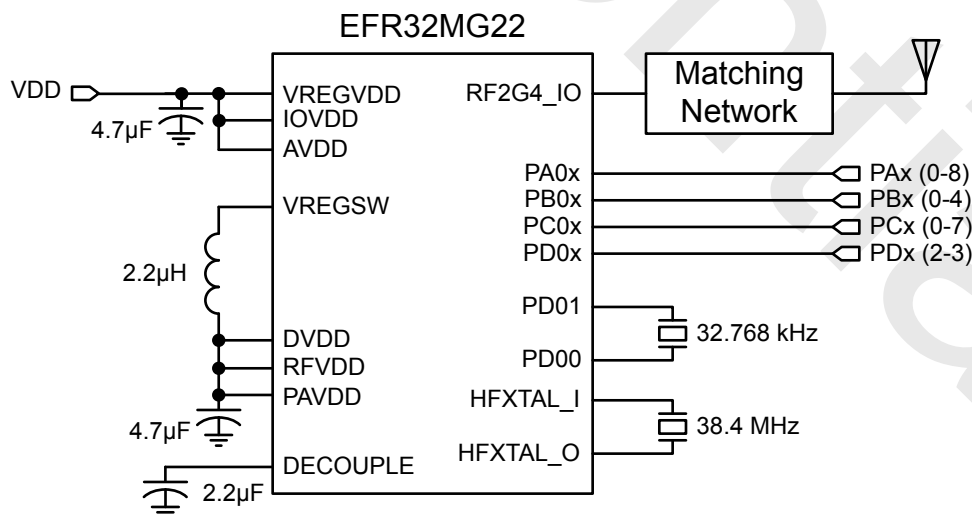 EFR32MG22
VDD
4.7µF
VREGVDD
IOVDD
AVDD
VREGSW
2.2µH
DVDD
RFVDD
PAVDD
4.7µF
DECOUPLE
2.2µF
RF2G4_IO
Matching
Network
PA0x
PAx (0-8)
PB0x
PBx (0-4)
PC0x
PCx (0-7)
PD0x
PDx (2-3)
PD01
32.768 kHz
PD00
HFXTAL_I
38.4 MHz
HFXTAL_O